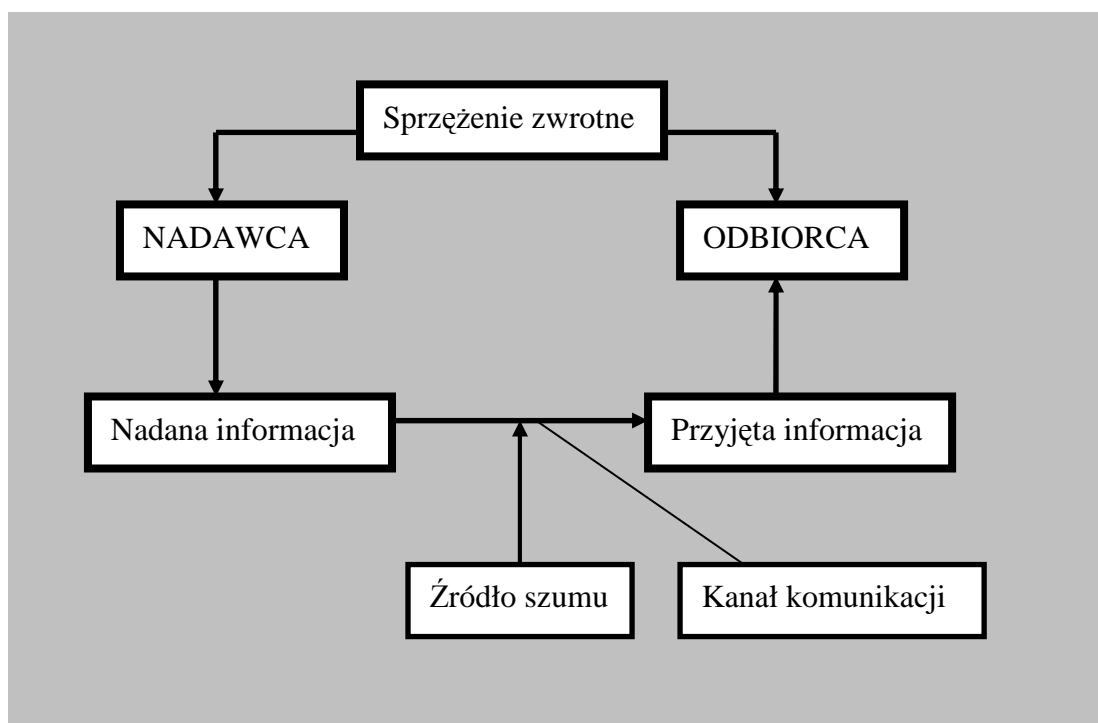 Sprzężenie zwrotne
NADAWCA
ODBIORCA
Nadana informacja
Przyjęta informacja
Źródło szumu
Kanał komunikacji